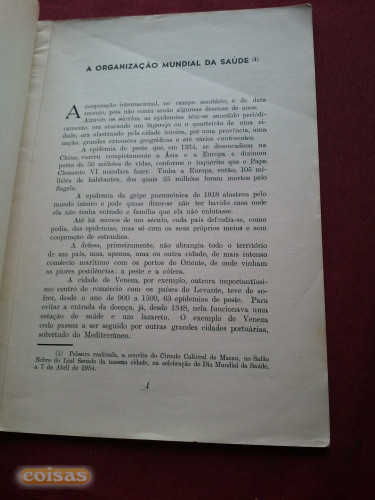 A ORGANIZAÇÃO MUNDIAL DA SAÚDE (1)
A cooperação internacional, no campo sanitário, é de data
recente, pois não conta senão algumas dezenas de anos.
Através os séculos, as epidemias têm-se sucedido periòdi-
camente, ora atacando um lugarejo ou o quarteirão de uma ci-
dade, ora alastrando pela cidade inteira, por uma província, uma
nação, grandes extensões geográficas e até vários continentes.
A epidemia de peste que, em 1334, se desencadeou na
China, varreu completamente a Ásia e a Europa e dizimou
perto de 50 milhões de vidas, conforme o inquérito que o Papa
Clemente VI mandara fazer. Tinha a Europa, então, 105 mi-
lhões de habitantes, dos quais 25 milhões foram mortos pelo
flagelo.
A epidemia da gripe pneumónica de 1918 alastrou pelo
mundo inteiro e pode quase dizer-se não ter havido casa onde
ela não tenha entrado e família que ela não enlutasse.
Até há menos de um século, cada país defendia-se, como
podia, das epidemias, mas só com os seus próprios meios e sem
cooperação de estranhos.
A defesa, primeiramente, não abrangia todo o território
de um país, mas, apenas, uma ou outra cidade, de mais intenso
comércio marítimo com os portos do Oriente, de onde vinham
as piores pestilências: a peste e a cólera.
A cidade de Veneza, por exemplo, outrora importantíssi-
mo centro de comércio com os países do Levante, teve de so-
frer, desde o ano de 900 a 1500, 63 epidemias de peste. Para
evitar a entrada da doença, já, desde 1348, nela funcionava uma
estação de saúde e um lazareto. O exemplo de Veneza
cedo passou a ser seguido por outras grandes cidades portuárias,
sobretudo do Mediterrâneo.
(1) Palestra realizada, a convite do Círculo Cultural de Macau, no Salão
Nobre do Leal Senado da mesma cidade, na celebração do Dia Mundial da Saúde,
a 7 de Abril de 1954.
1
coisas